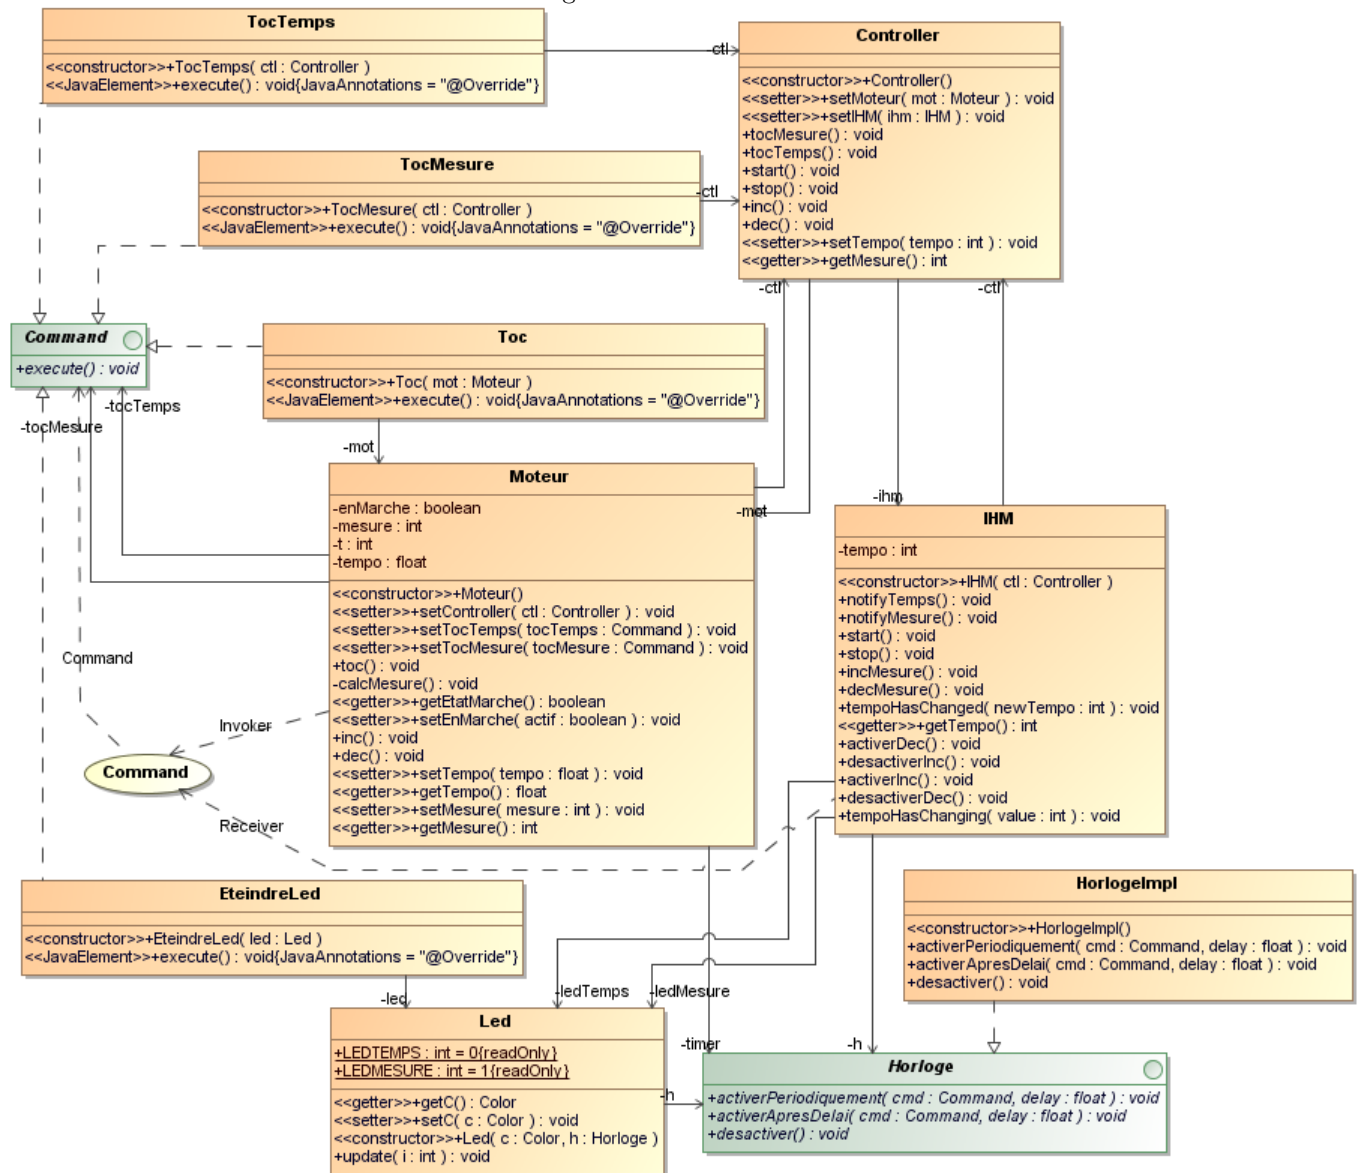 TocTemps
<<constructor>>+TocTemps( ctl : Controller )
<<JavaElement>>+execute() : void{JavaAnnotations = "@Override"}
-ctl
Controller
<<constructor>>+Controller()
<<setter>>+setMoteur( mot : Moteur ) : void
<<setter>>+setIHM( ihm : IHM ) : void
+tocMesure() : void
+tocTemps() : void
+start() : void
+stop() : void
+inc() : void
+dec() : void
<<setter>>+setTempo( tempo : int ) : void
<<getter>>+getMesure() : int
TocMesure
<<constructor>>+TocMesure( ctl : Controller )
<<JavaElement>>+execute() : void{JavaAnnotations = "@Override"}
-ctl
-ctl
-ctl
Command
+execute() : void
Toc
<<constructor>>+Toc( mot : Moteur )
<<JavaElement>>+execute() : void{JavaAnnotations = "@Override"}
-tocTemps
-tocMesure
-mot
Moteur
-enMarche : boolean
-mesure : int
-t : int
-tempo : float
<<constructor>>+Moteur()
<<setter>>+setController( ctl : Controller ) : void
<<setter>>+setTocTemps( tocTemps : Command ) : void
<<setter>>+setTocMesure( tocMesure : Command ) : void
+toc() : void
-calcMesure() : void
<<getter>>+getEtatMarche() : boolean
<<setter>>+setEnMarche( actif : boolean ) : void
+inc() : void
+dec() : void
<<setter>>+setTempo( tempo : float ) : void
<<getter>>+getTempo() : float
<<setter>>+setMesure( mesure : int ) : void
<<getter>>+getMesure() : int
-mot
-ihm
IHM
-tempo : int
<<constructor>>+IHM( ctl : Controller )
+notifyTemps() : void
+notifyMesure() : void
+start() : void
+stop() : void
+incMesure() : void
+decMesure() : void
+tempoHasChanged( newTempo : int ) : void
<<getter>>+getTempo() : int
+activerDec() : void
+desactiverInc() : void
+activerInc() : void
+desactiverDec() : void
+tempoHasChanging( value : int ) : void
Command
Invoker
Command
Receiver
EteindreLed
<<constructor>>+EteindreLed( led : Led )
<<JavaElement>>+execute() : void{JavaAnnotations = "@Override"}
HorlogeImpl
<<constructor>>+HorlogeImpl()
+activerPeriodiquement( cmd : Command, delay : float ) : void
+activerApresDelai( cmd : Command, delay : float ) : void
+desactiver() : void
-led
-ledTemps
-ledMesure
Led
+LEDTEMPS : int = 0{readOnly}
+LEDMESURE : int = 1{readOnly}
<<getter>>+getC() : Color
<<setter>>+setC( c : Color ) : void
<<constructor>>+Led( c : Color, h : Horloge )
+update( i : int ) : void
-timer
-h
-h
Horloge
+activerPeriodiquement( cmd : Command, delay : float ) : void
+activerApresDelai( cmd : Command, delay : float ) : void
+desactiver() : void